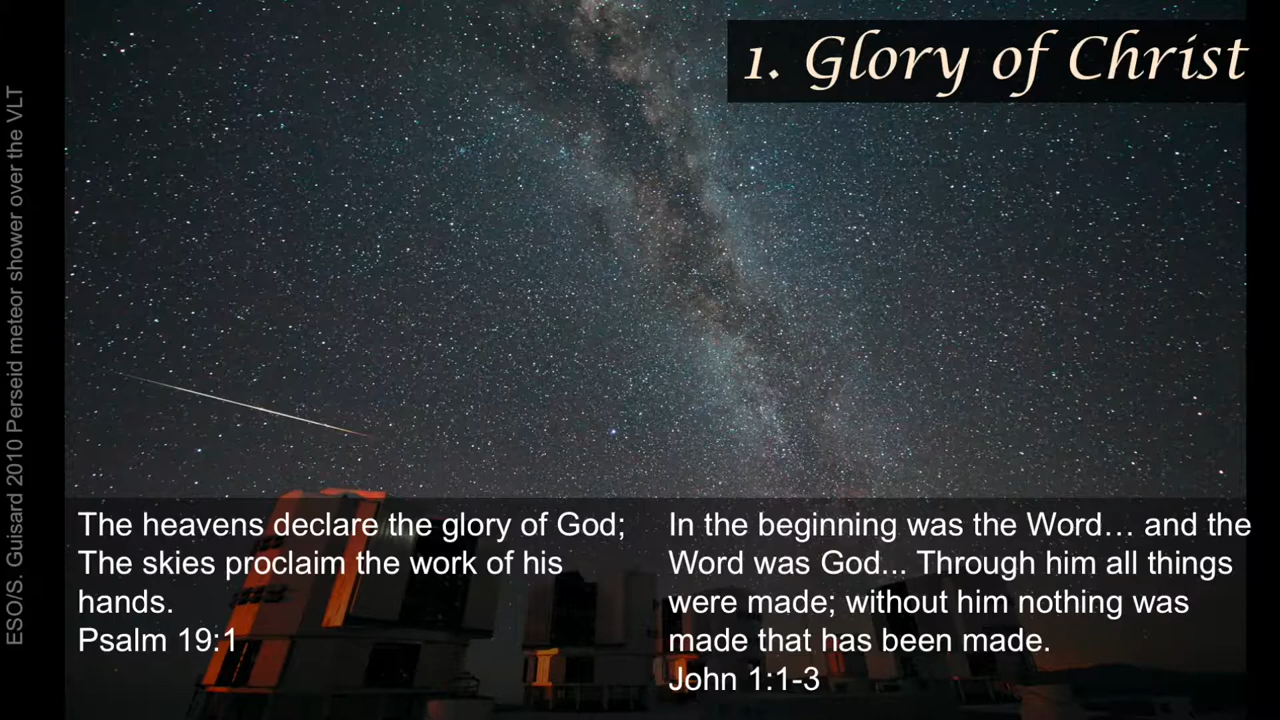 1. Glory of Christ
ESO/S. Guisard 2010 Perseid meteor shower over the VLT
The heavens declare the glory of God;
The skies proclaim the work of his
hands.
Psalm 19:1
In the beginning was the Word… and the
Word was God... Through him all things
were made; without him nothing was
made that has been made.
John 1:1-3